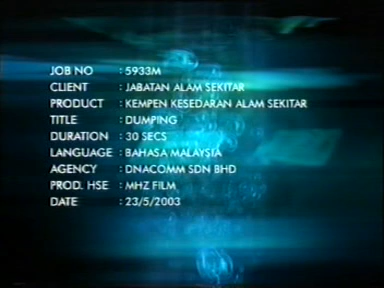 JOB NO : 5933M
CLIENT : JABATAN ALAM SEKITAR
PRODUCT : KEMPEN KESEDARAN ALAM SEKITAR
TITLE : DUMPING
DURATION : 30 SECS
LANGUAGE : BAHASA MALAYSIA
AGENCY : DNACOMM SDN BHD
PROD. HSE : MHZ FILM
DATE : 23/5/2003